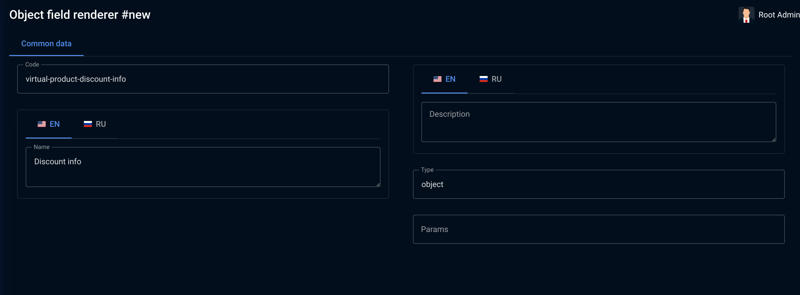 Object field renderer #new
Root Admin
Common data
Code
virtual-product-discount-info
EN RU
Name
Discount info
EN RU
Description
Type
object
Params